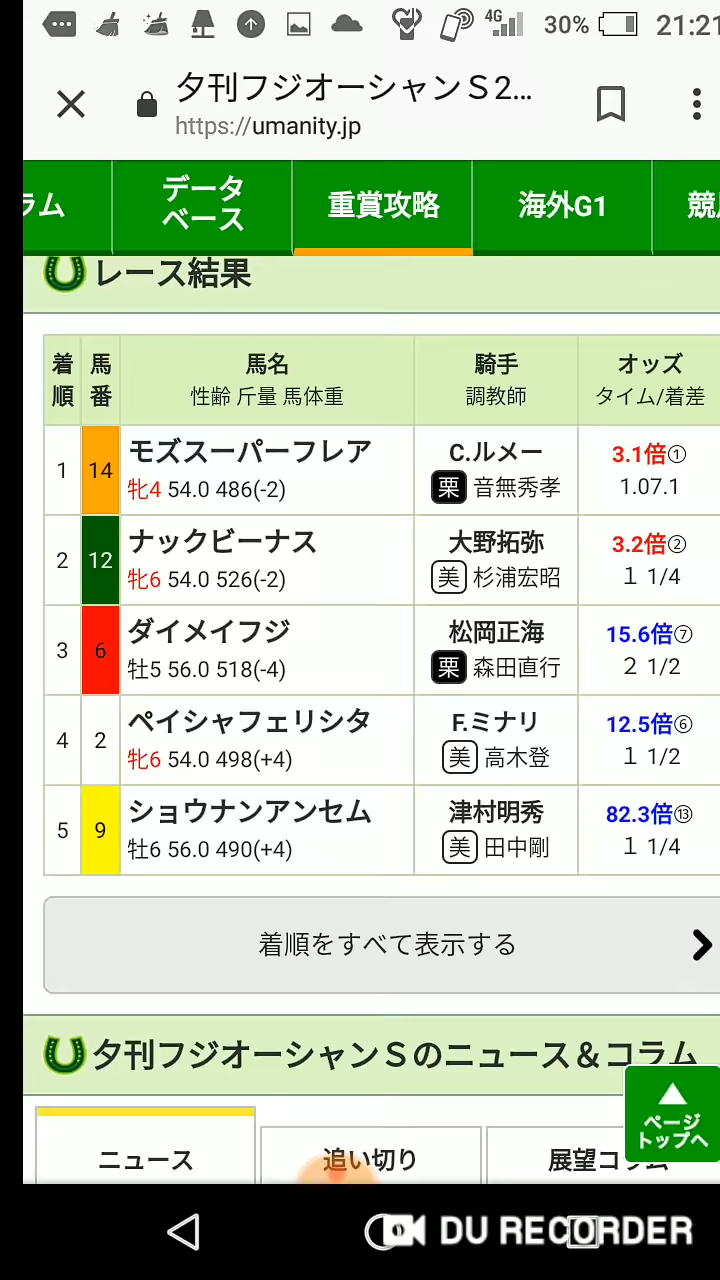 4G 30% 21:21
夕刊フジオーシャンS2...
https://umanity.jp
ラム
データ
ベース
重賞攻略
海外G1
競
レース結果
着順 馬番 馬名 騎手 オッズ
性齢 斤量 馬体重 調教師 タイム/着差
1 14 モズスーパーフレア C.ルメー 3.1倍①
牝4 54.0 486(-2) 栗 音無秀孝 1.07.1
2 12 ナックビーナス 大野拓弥 3.2倍②
牝6 54.0 526(-2) 美 杉浦宏昭 1 1/4
3 6 ダイメイフジ 松岡正海 15.6倍⑦
牡5 56.0 518(-4) 栗 森田直行 2 1/2
4 2 ペイシャフェリシタ F.ミナリ 12.5倍⑥
牝6 54.0 498(+4) 美 高木登 1 1/2
5 9 ショウナンアンセム 津村明秀 82.3倍⑬
牡6 56.0 490(+4) 美 田中剛 1 1/4
着順をすべて表示する
夕刊フジオーシャンSのニュース&コラム
ページ
トップへ
ニュース
追い切り
展望コラム
DU RECORDER